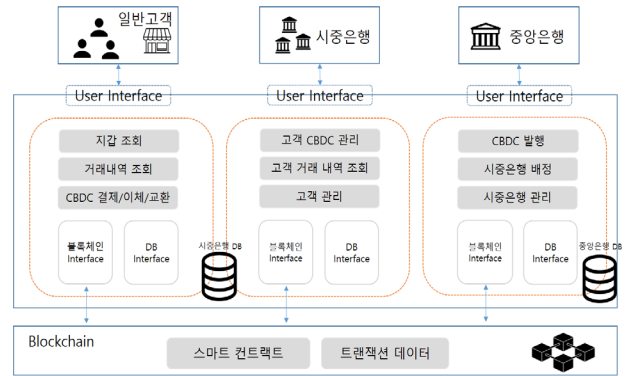 일반고객
시중은행
중앙은행
User Interface
User Interface
User Interface
지갑 조회
거래내역 조회
CBDC 결제/이체/교환
블록체인
Interface
DB
Interface
시중은행 DB
고객 CBDC 관리
고객 거래 내역 조회
고객 관리
블록체인
Interface
DB
Interface
CBDC 발행
시중은행 배정
시중은행 관리
블록체인
Interface
DB
Interface
중앙은행 DB
Blockchain
스마트 컨트랙트
트랜잭션 데이터